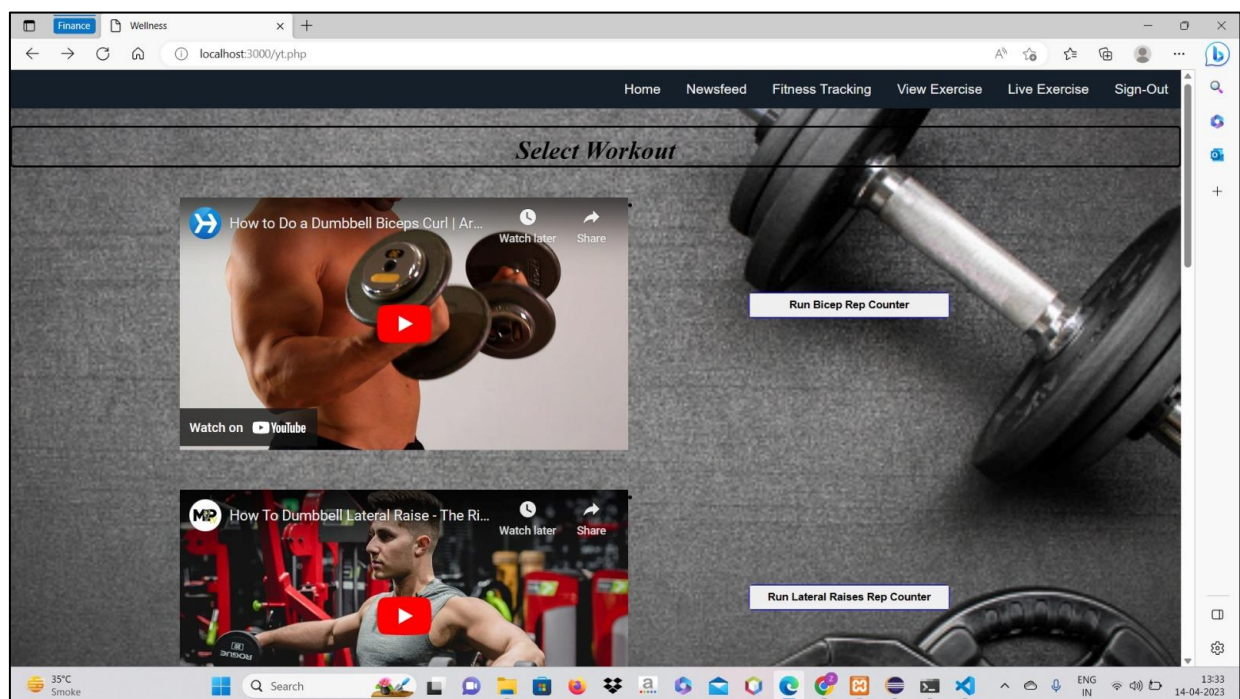 Finance Wellness
localhost:3000/yt.php
Home Newsfeed Fitness Tracking View Exercise Live Exercise Sign-Out
Select Workout
How to Do a Dumbbell Biceps Curl | Ar...
Watch later Share
Run Bicep Rep Counter
Watch on YouTube
MP How To Dumbbell Lateral Raise - The Ri...
Watch later Share
Run Lateral Raises Rep Counter
ROGUE
35°C
Smoke
Search
ENG
IN
13:33
14-04-2023